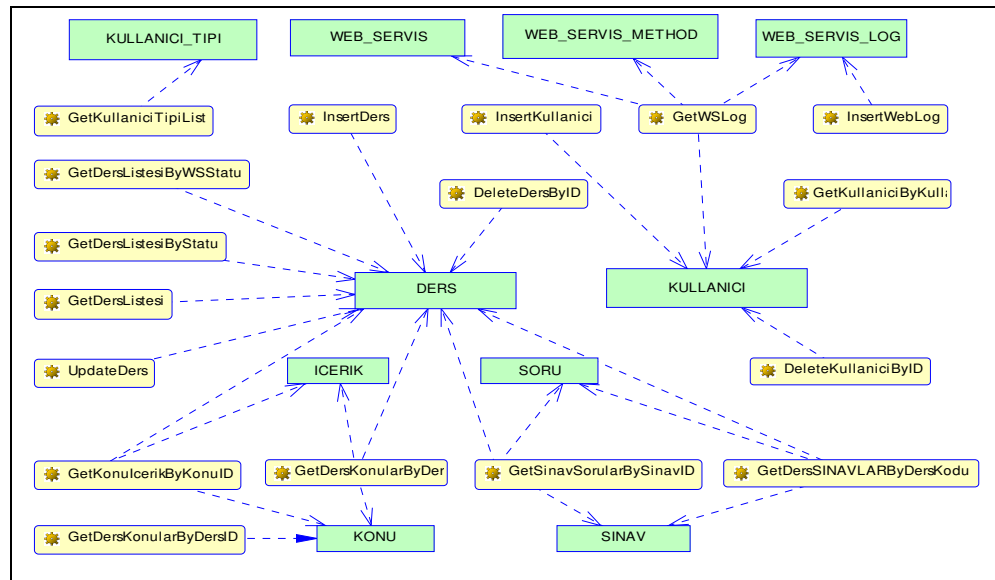 KULLANICI_TIPI
WEB_SERVIS
WEB_SERVIS_METHOD
WEB_SERVIS_LOG
GetKullaniciTipiList
InsertDers
InsertKullanici
GetWSLog
InsertWebLog
GetDersListesiByWSStatu
DeleteDersByID
GetKullaniciByKulla
GetDersListesiByStatu
DERS
KULLANICI
GetDersListesi
UpdateDers
ICERIK
SORU
DeleteKullaniciByID
GetKonuIcerikByKonuID
GetDersKonularByDer
GetSinavSorularBySinavID
GetDersSINAVLARByDersKodu
GetDersKonularByDersID
KONU
SINAV